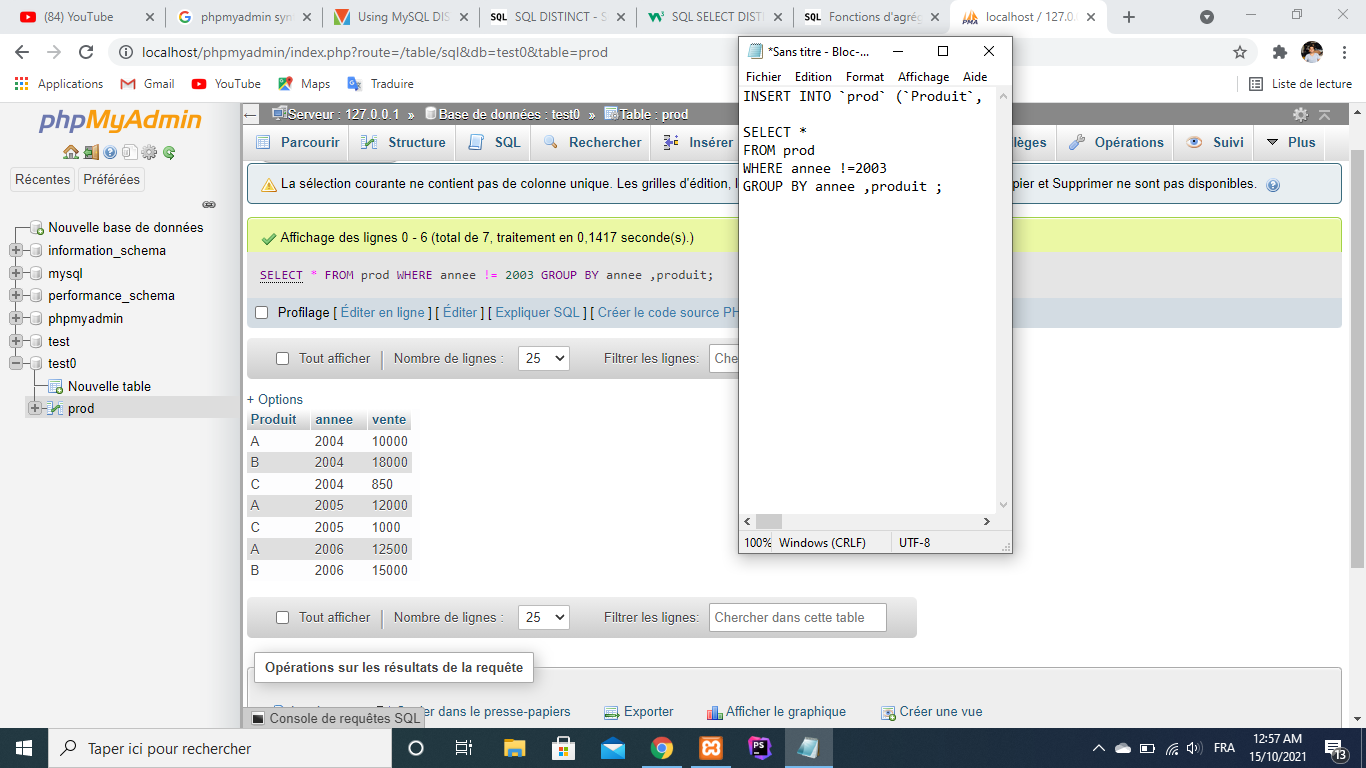 (84) YouTube
phpmyadmin syn
Using MySQL DIS
SQL DISTINCT - S
SQL SELECT DIST
Fonctions d'agrég
localhost / 127.0.
localhost/phpmyadmin/index.php?route=/table/sql&db=test0&table=prod
Applications
Gmail
YouTube
Maps
Traduire
Liste de lecture
phpMyAdmin
Récentes
Préférées
Nouvelle base de données
information_schema
mysql
performance_schema
phpmyadmin
test
test0
Nouvelle table
prod
Serveur : 127.0.0.1 » Base de données : test0 » Table : prod
Parcourir
Structure
SQL
Rechercher
Insérer
lèges
Opérations
Suivi
Plus
La sélection courante ne contient pas de colonne unique. Les grilles d'édition, l
pier et Supprimer ne sont pas disponibles.
Affichage des lignes 0 - 6 (total de 7, traitement en 0,1417 seconde(s).)
SELECT * FROM prod WHERE annee != 2003 GROUP BY annee ,produit;
Profilage [ Éditer en ligne ] [ Éditer ] [ Expliquer SQL ] [ Créer le code source PH
Tout afficher
Nombre de lignes :
25
Filtrer les lignes:
Che
+ Options
Produit annee vente
A 2004 10000
B 2004 18000
C 2004 850
A 2005 12000
C 2005 1000
A 2006 12500
B 2006 15000
Tout afficher
Nombre de lignes :
25
Filtrer les lignes:
Chercher dans cette table
Opérations sur les résultats de la requête
dans le presse-papiers
Exporter
Afficher le graphique
Créer une vue
Console de requêtes SQL
*Sans titre - Bloc-...
Fichier Edition Format Affichage Aide
INSERT INTO `prod` (`Produit`,
SELECT *
FROM prod
WHERE annee !=2003
GROUP BY annee ,produit ;
100% Windows (CRLF) UTF-8
Taper ici pour rechercher
FRA
12:57 AM
15/10/2021
13